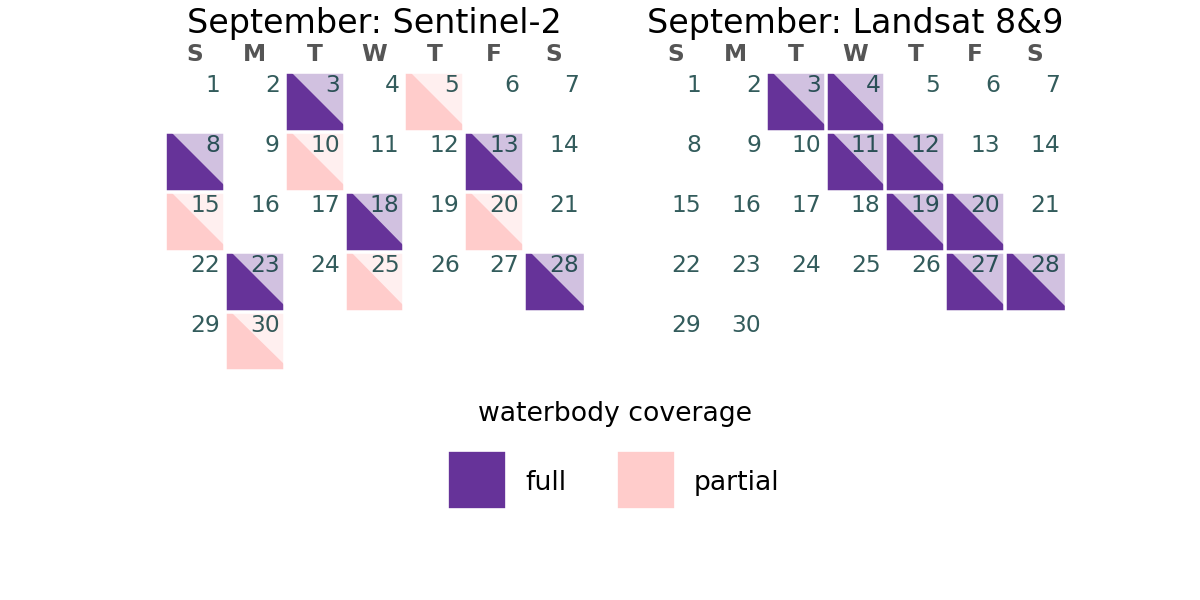 September: Sentinel-2
S M T W T F S
1 2 3 4 5 6 7
8 9 10 11 12 13 14
15 16 17 18 19 20 21
22 23 24 25 26 27 28
29 30
September: Landsat 8&9
S M T W T F S
1 2 3 4 5 6 7
8 9 10 11 12 13 14
15 16 17 18 19 20 21
22 23 24 25 26 27 28
29 30
waterbody coverage
full partial